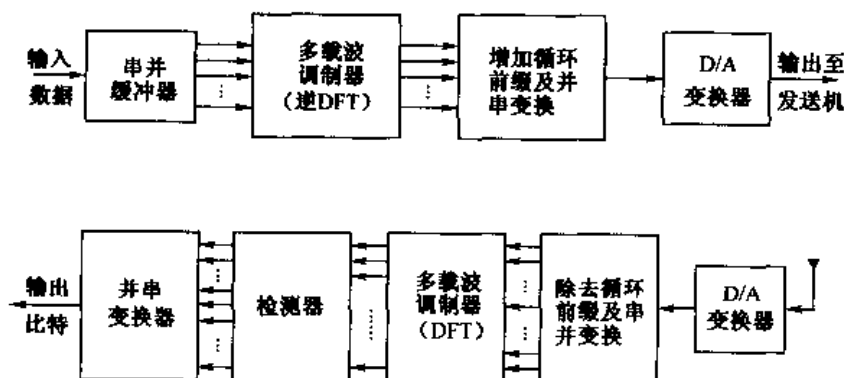 输入
数据
串并
缓冲器
多载波
调制器
(逆DFT)
增加循环
前缀及并
串变换
D/A
变换器
输出至
发送机
输出
比特
并串
变换器
检测器
多载波
调制器
(DFT)
除去循环
前缀及串
并变换
D/A
变换器